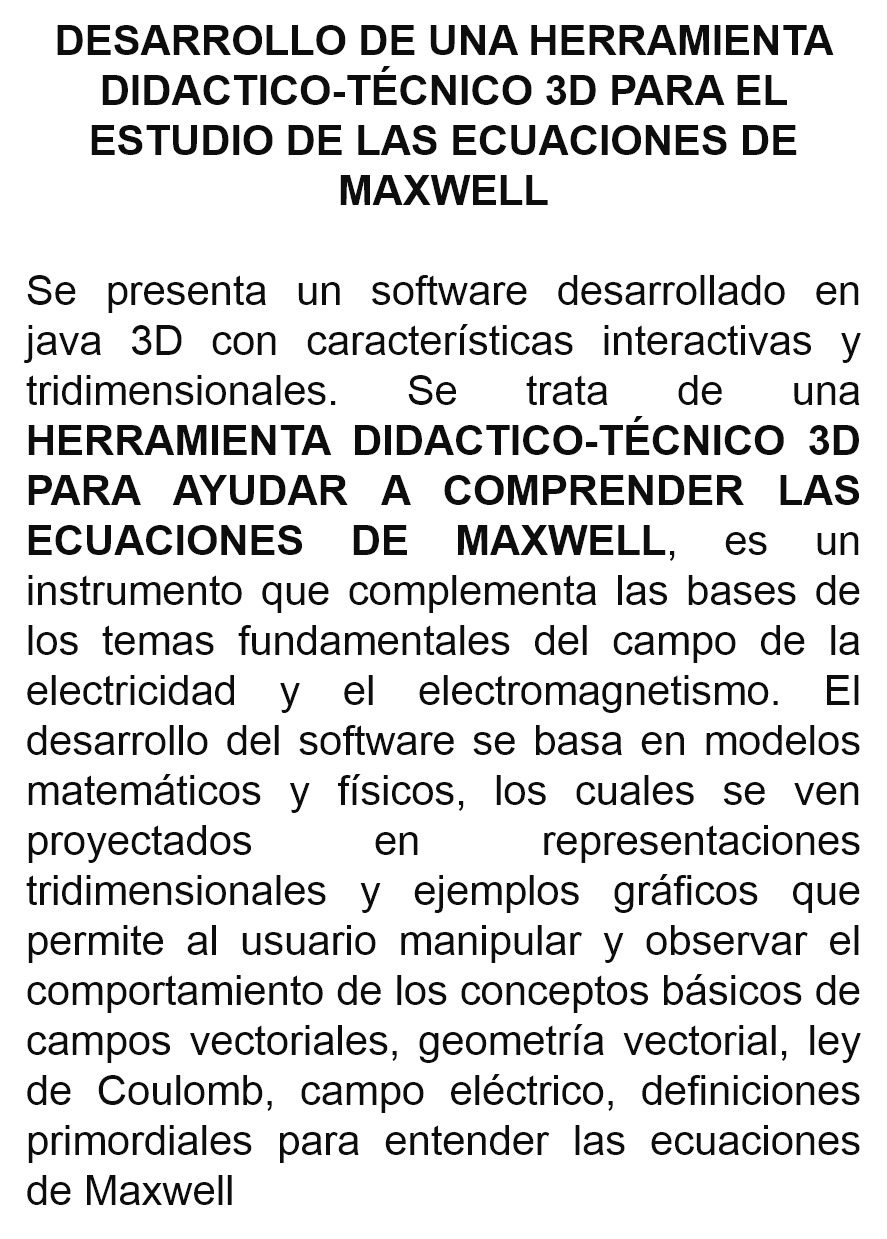 DESARROLLO DE UNA HERRAMIENTA
DIDACTICO-TÉCNICO 3D PARA EL
ESTUDIO DE LAS ECUACIONES DE
MAXWELL
Se presenta un software desarrollado en
java 3D con características interactivas y
tridimensionales. Se trata de una
HERRAMIENTA DIDACTICO-TÉCNICO 3D
PARA AYUDAR A COMPRENDER LAS
ECUACIONES DE MAXWELL, es un
instrumento que complementa las bases de
los temas fundamentales del campo de la
electricidad y el electromagnetismo. El
desarrollo del software se basa en modelos
matemáticos y físicos, los cuales se ven
proyectados en representaciones
tridimensionales y ejemplos gráficos que
permite al usuario manipular y observar el
comportamiento de los conceptos básicos de
campos vectoriales, geometría vectorial, ley
de Coulomb, campo eléctrico, definiciones
primordiales para entender las ecuaciones
de Maxwell